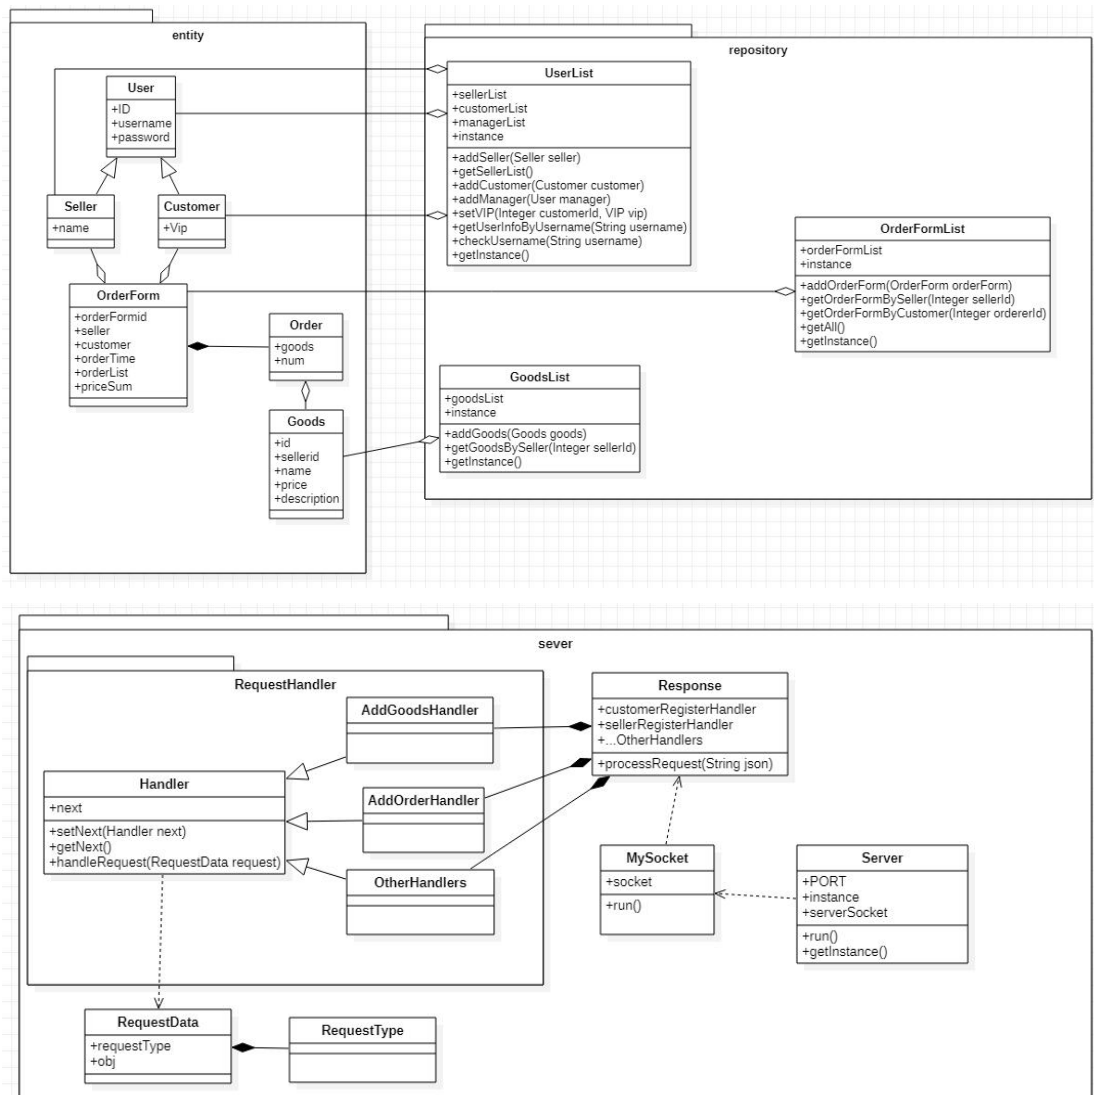 entity
User
+ID
+username
+password
Seller
+name
Customer
+Vip
OrderForm
+orderFormid
+seller
+customer
+orderTime
+orderList
+priceSum
Order
+goods
+num
Goods
+id
+sellerid
+name
+price
+description
repository
UserList
+sellerList
+customerList
+managerList
+instance
+addSeller(Seller seller)
+getSellerList()
+addCustomer(Customer customer)
+addManager(User manager)
+setVIP(Integer customerId, VIP vip)
+getUserInfoByUsername(String username)
+checkUsername(String username)
+getInstance()
OrderFormList
+orderFormList
+instance
+addOrderForm(OrderForm orderForm)
+getOrderFormBySeller(Integer sellerId)
+getOrderFormByCustomer(Integer ordererId)
+getAll()
+getInstance()
GoodsList
+goodsList
+instance
+addGoods(Goods goods)
+getGoodsBySeller(Integer sellerId)
+getInstance()
sever
RequestHandler
AddGoodsHandler
Handler
+next
+setNext(Handler next)
+getNext()
+handleRequest(RequestData request)
AddOrderHandler
OtherHandlers
Response
+customerRegisterHandler
+sellerRegisterHandler
+...OtherHandlers
+processRequest(String json)
MySocket
+socket
+run()
Server
+PORT
+instance
+serverSocket
+run()
+getInstance()
RequestData
+requestType
+obj
RequestType